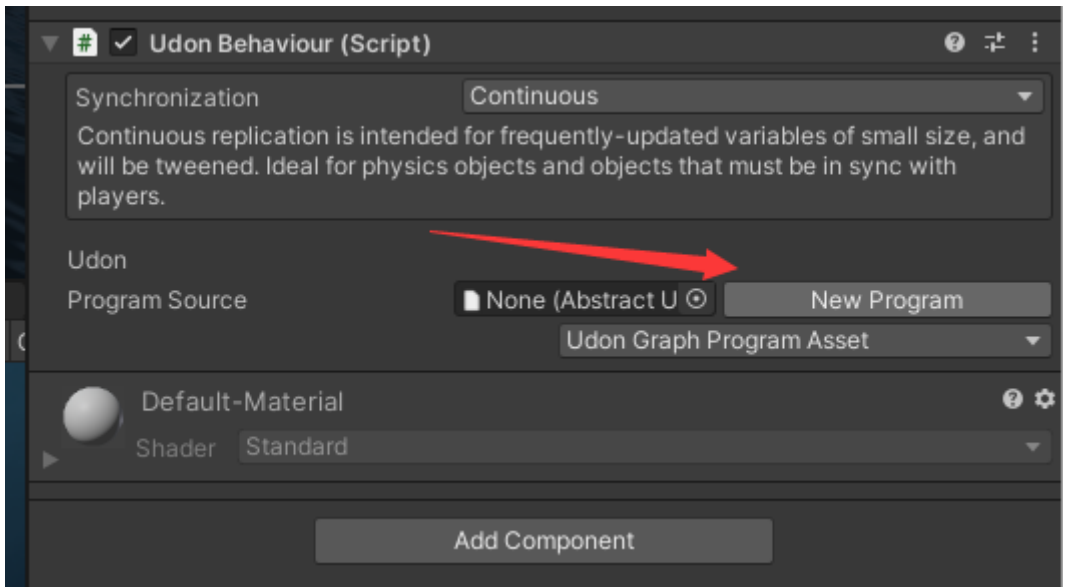 Udon Behaviour (Script)
Synchronization Continuous
Continuous replication is intended for frequently-updated variables of small size, and
will be tweened. Ideal for physics objects and objects that must be in sync with
players.
Udon
Program Source None (Abstract U New Program
Udon Graph Program Asset
Default-Material
Shader Standard
Add Component